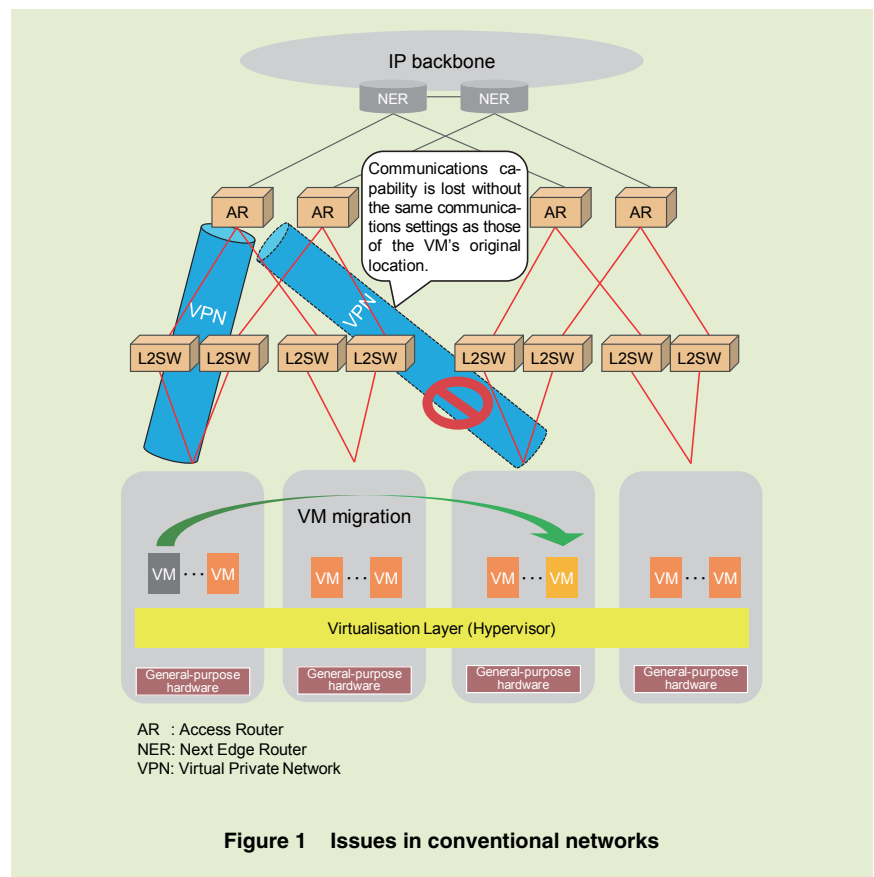 IP backbone
NER
NER
Communications ca-
pability is lost without
the same communica-
tions settings as those
of the VM's original
location.
AR
AR
AR
AR
VPN
VPN
L2SW
L2SW
L2SW
L2SW
L2SW
L2SW
L2SW
L2SW
VM migration
VM ··· VM
VM ··· VM
VM ··· VM
VM ··· VM
Virtualisation Layer (Hypervisor)
General-purpose
hardware
General-purpose
hardware
General-purpose
hardware
General-purpose
hardware
AR : Access Router
NER: Next Edge Router
VPN: Virtual Private Network
Figure 1 Issues in conventional networks